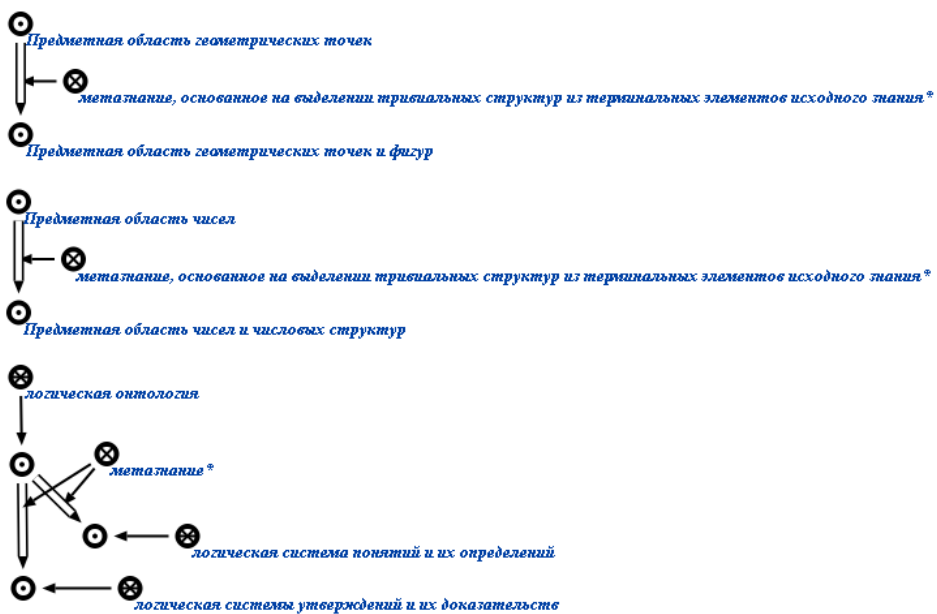 Предметная область геометрических точек
метазнание, основанное на выделении тривиальных структур из терминальных элементов исходного знания*
Предметная область геометрических точек и фигур
Предметная область чисел
метазнание, основанное на выделении тривиальных структур из терминальных элементов исходного знания*
Предметная область чисел и числовых структур
логическая онтология
метазнание*
логическая система понятий и их определений
логическая системы утверждений и их доказательств